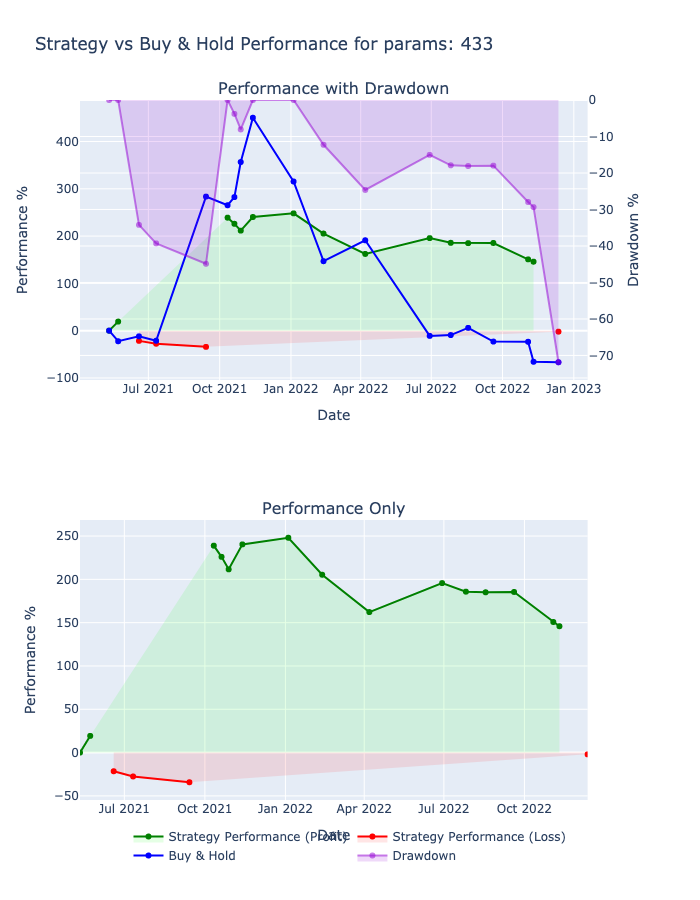 Strategy vs Buy & Hold Performance for params: 433
Performance with Drawdown
400
300
200
100
0
−100
Performance %
0
−10
−20
−30
−40
−50
−60
−70
Drawdown %
Jul 2021 Oct 2021 Jan 2022 Apr 2022 Jul 2022 Oct 2022 Jan 2023
Date
Performance Only
250
200
150
100
50
0
−50
Performance %
Jul 2021 Oct 2021 Jan 2022 Apr 2022 Jul 2022 Oct 2022
Date
Strategy Performance (Profit) Strategy Performance (Loss)
Buy & Hold Drawdown